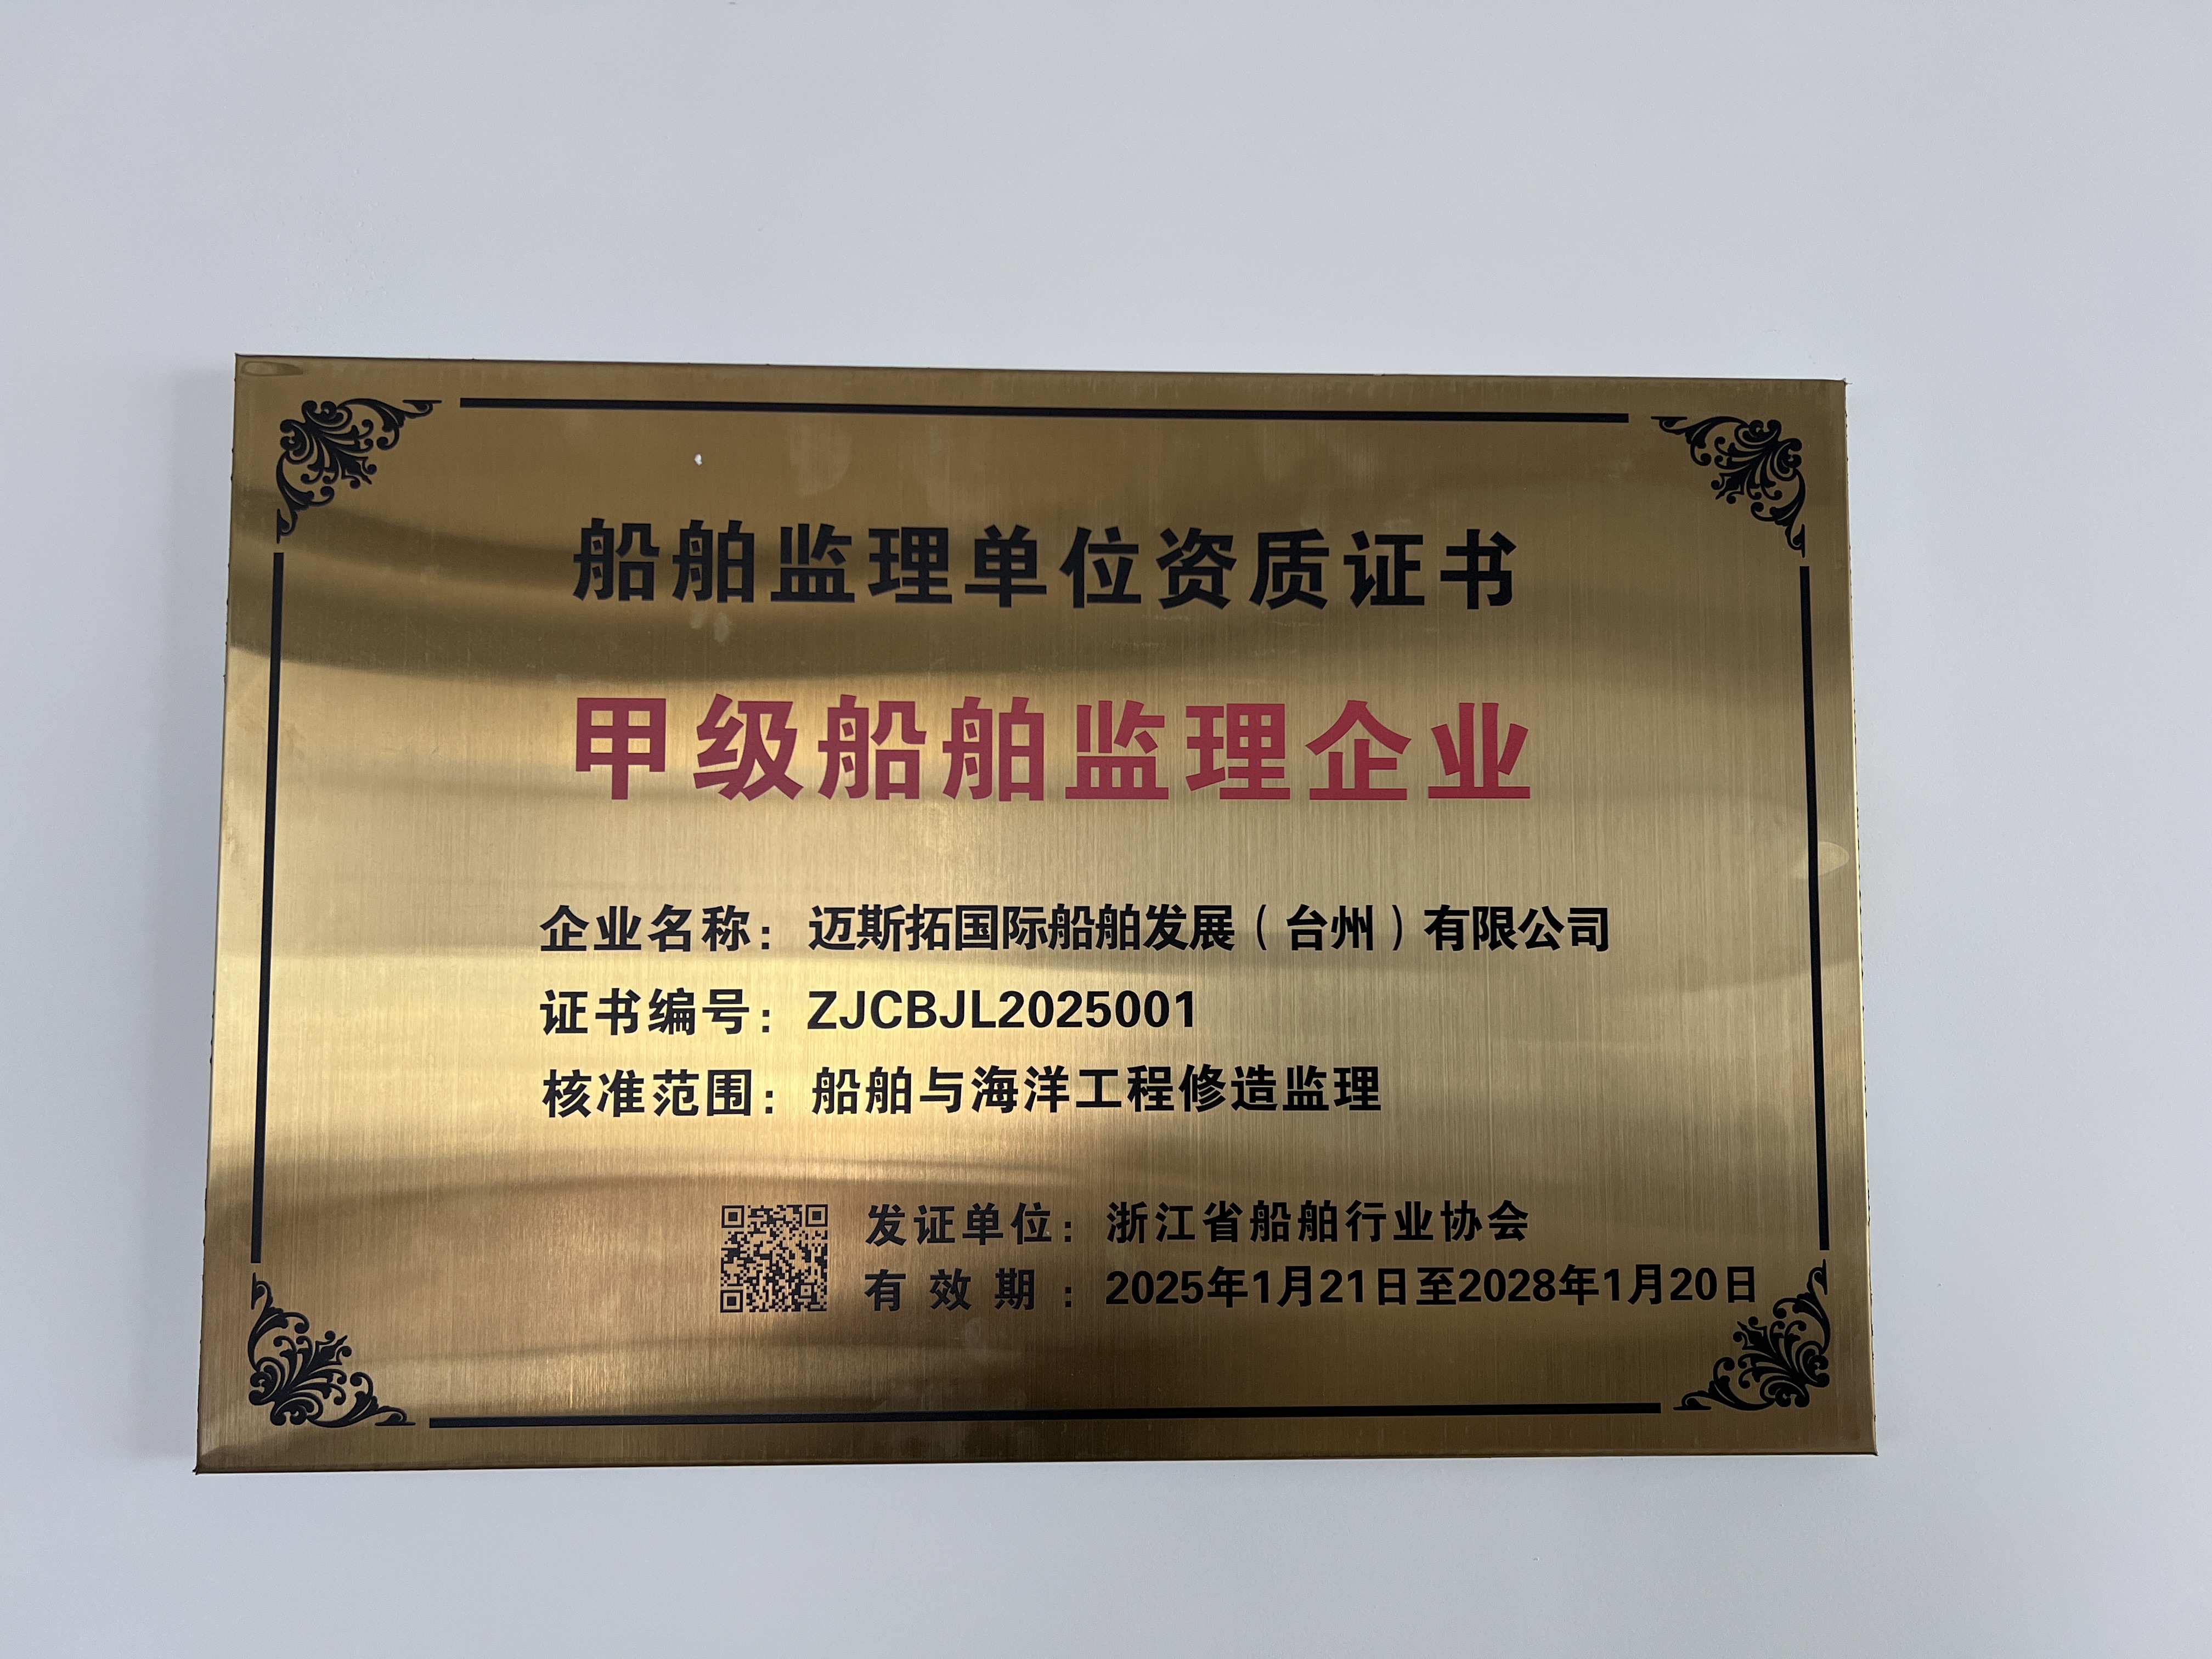 船舶监理单位资质证书
甲级船舶监理企业
企业名称：迈斯拓国际船舶发展（台州）有限公司
证书编号：ZJCBJL2025001
核准范围：船舶与海洋工程修造监理
发证单位：浙江省船舶行业协会
有效期：2025年1月21日至2028年1月20日